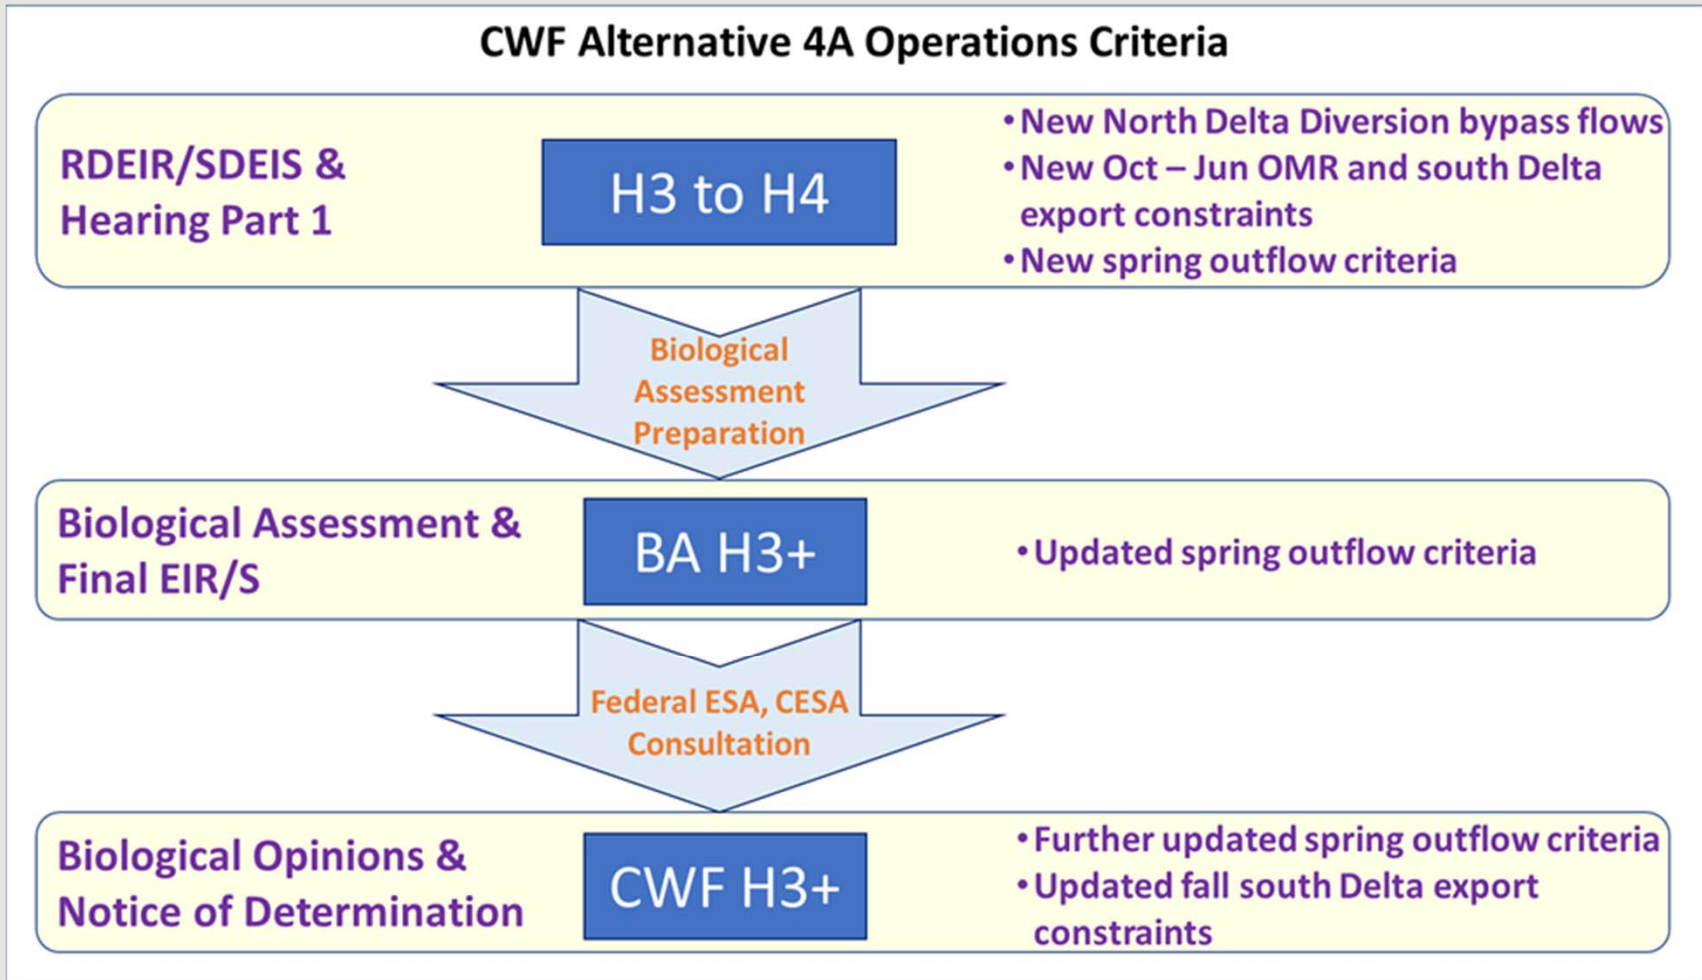 CWF Alternative 4A Operations Criteria
RDEIR/SDEIS &
Hearing Part 1
H3 to H4
•New North Delta Diversion bypass flows
•New Oct – Jun OMR and south Delta
export constraints
•New spring outflow criteria
Biological
Assessment
Preparation
Biological Assessment &
Final EIR/S
BA H3+
•Updated spring outflow criteria
Federal ESA, CESA
Consultation
Biological Opinions &
Notice of Determination
CWF H3+
•Further updated spring outflow criteria
•Updated fall south Delta export
constraints